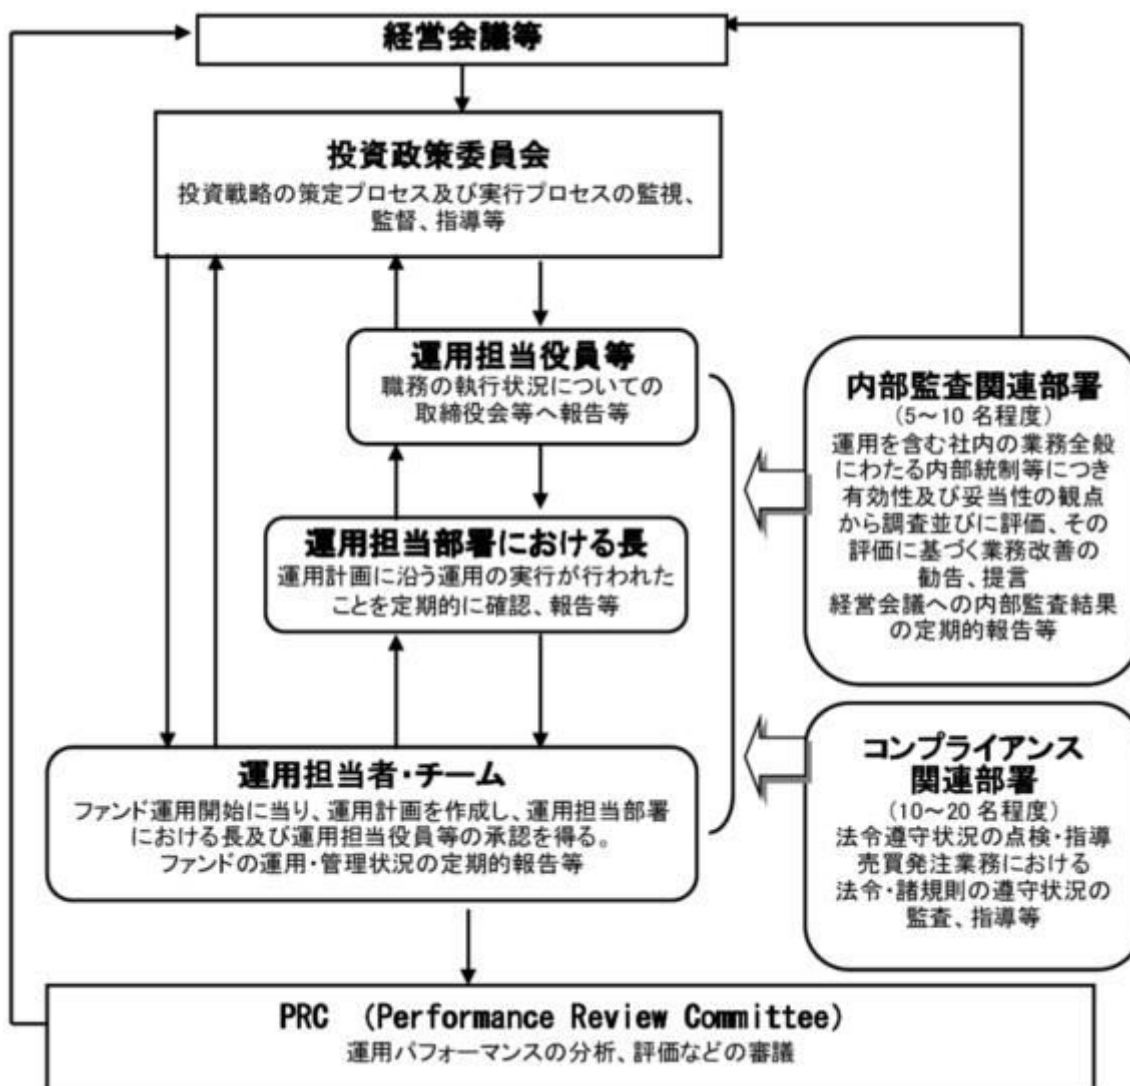 経営会議等
投資政策委員会
投資戦略の策定プロセス及び実行プロセスの監視、
監督、指導等
運用担当役員等
職務の執行状況についての
取締役会等へ報告等
運用担当部署における長
運用計画に沿う運用の実行が行われた
ことを定期的に確認、報告等
運用担当者・チーム
ファンド運用開始に当り、運用計画を作成し、運用担当部署
における長及び運用担当役員等の承認を得る。
ファンドの運用・管理状況の定期的報告等
内部監査関連部署
(5～10 名程度)
運用を含む社内の業務全般
にわたる内部統制等につき
有効性及び妥当性の観点
から調査並びに評価、その
評価に基づく業務改善の
勧告、提言
経営会議への内部監査結果
の定期的報告等
コンプライアンス
関連部署
(10～20 名程度)
法令遵守状況の点検・指導
売買発注業務における
法令・諸規則の遵守状況の
監査、指導等
PRC (Performance Review Committee)
運用パフォーマンスの分析、評価などの審議